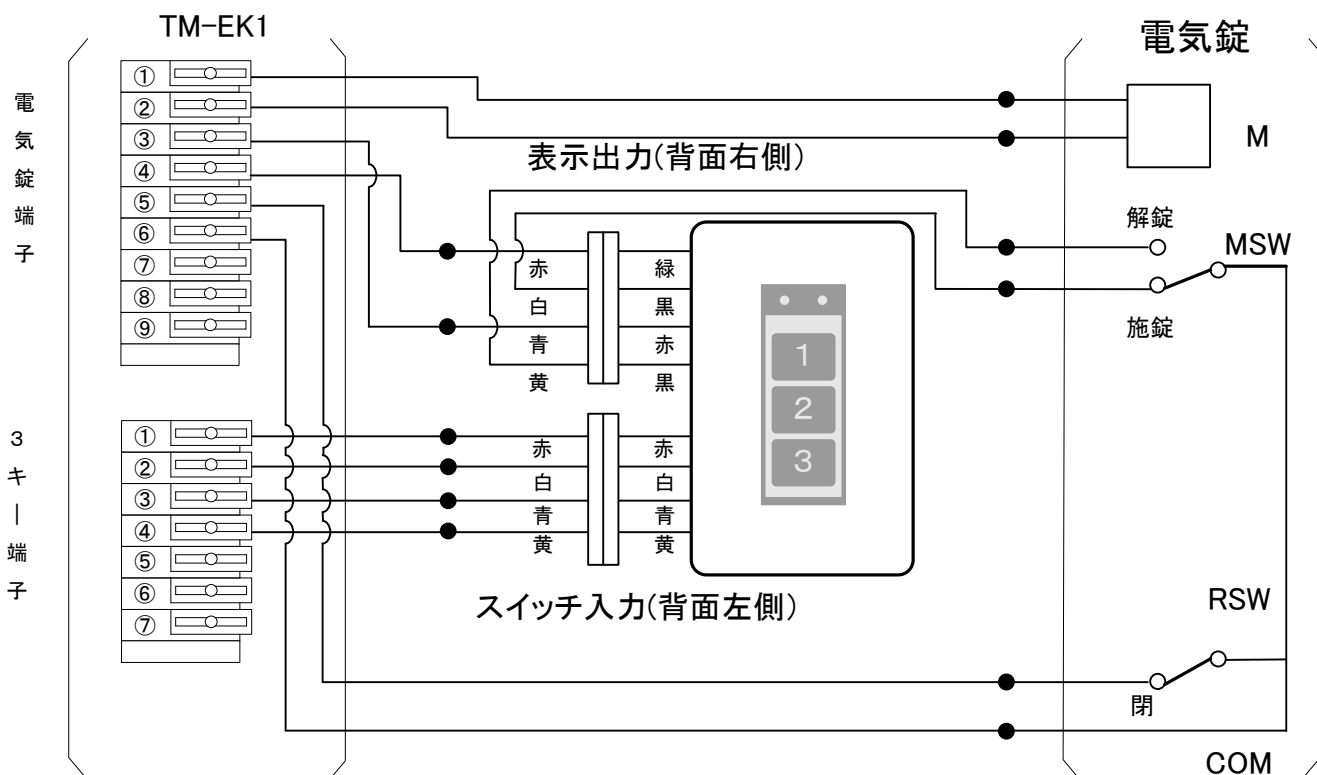 TM-EK1
電気錠
電気錠端子
①
②
③
④
⑤
⑥
⑦
⑧
⑨
M
表示出力(背面右側)
解錠
MSW
施錠
赤 緑
白 黒
青 赤
黄 黒
1
2
3
3キー端子
①
②
③
④
⑤
⑥
⑦
赤 赤
白 白
青 青
黄 黄
スイッチ入力(背面左側)
RSW
閉
COM